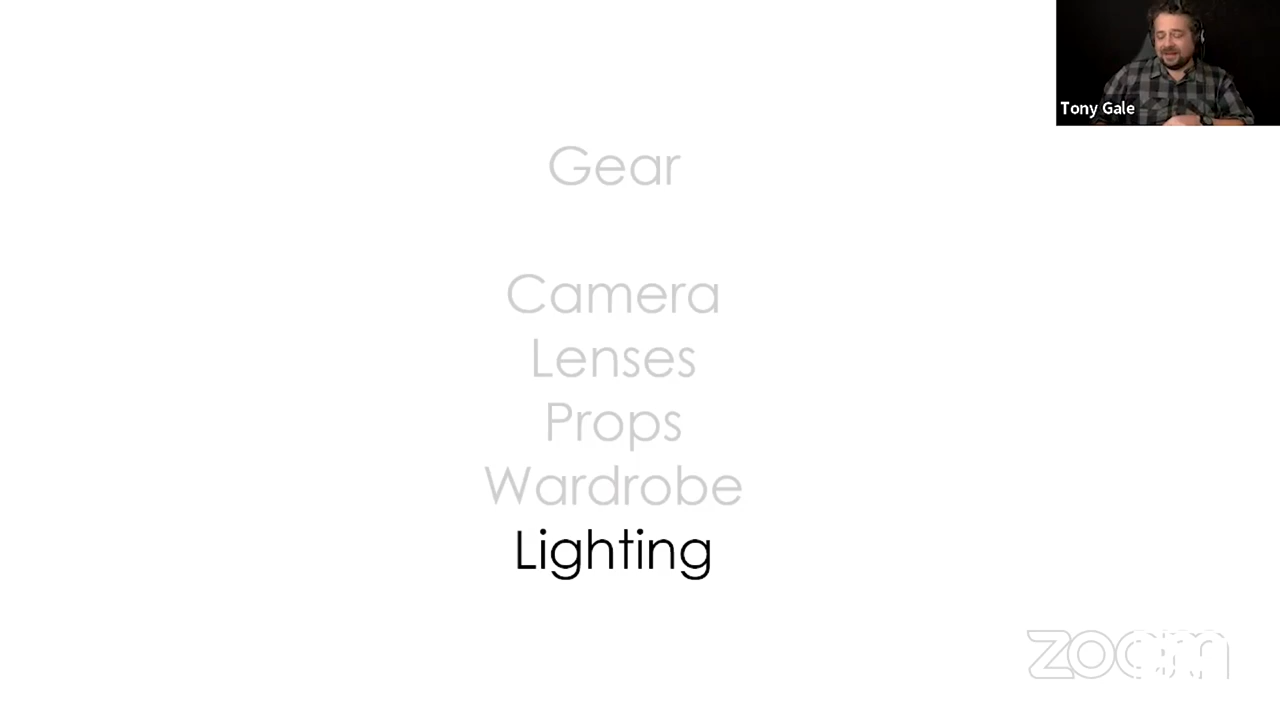 Tony Gale
Gear
Camera
Lenses
Props
Wardrobe
Lighting
zoom